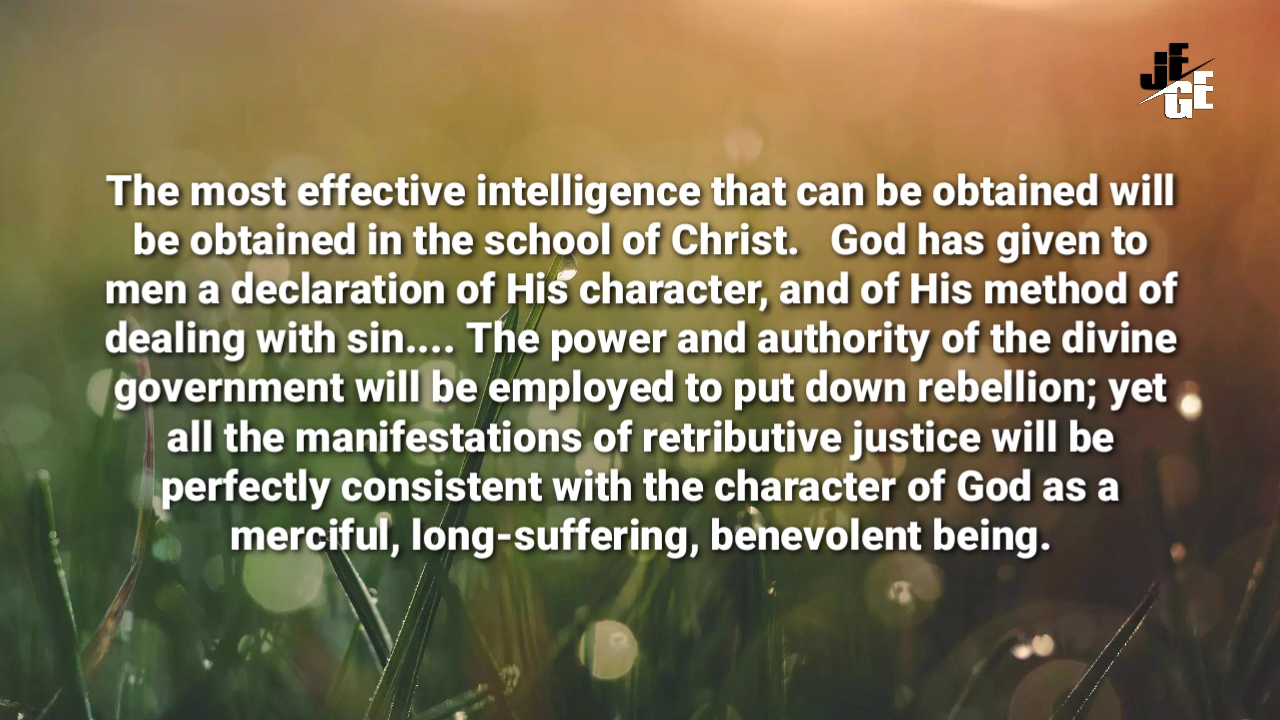 JF
GF
The most effective intelligence that can be obtained will
be obtained in the school of Christ.   God has given to
men a declaration of His character, and of His method of
dealing with sin.... The power and authority of the divine
government will be employed to put down rebellion; yet
all the manifestations of retributive justice will be
perfectly consistent with the character of God as a
merciful, long-suffering, benevolent being.